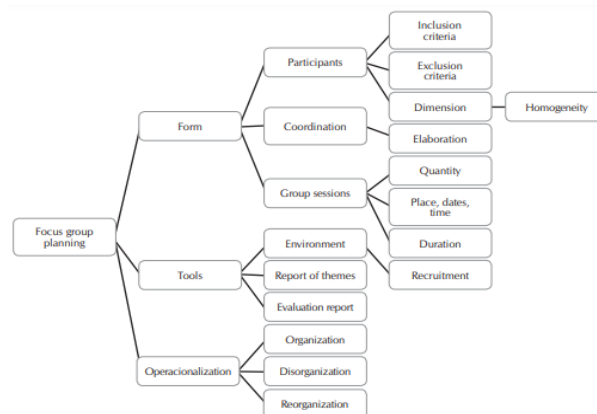 Inclusion
criteria
Participants
Exclusion
criteria
Dimension
Homogeneity
Form
Coordination
Elaboration
Quantity
Group sessions
Place, dates,
time
Focus group
planning
Environment
Duration
Tools
Report of themes
Recruitment
Evaluation report
Organization
Operacionalization
Disorganization
Reorganization